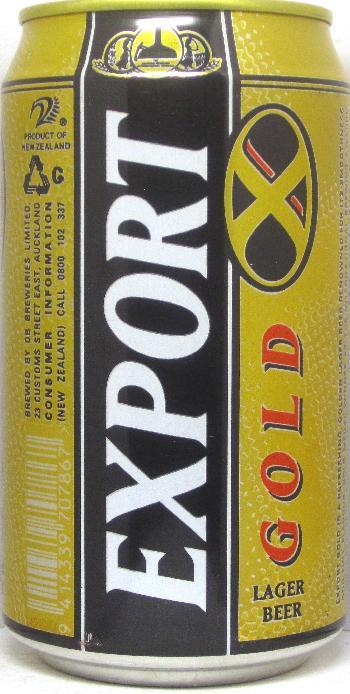 PRODUCT OF
NEW ZEALAND
BREWED BY DB BREWERIES LIMITED,
23 CUSTOMS STREET EAST, AUCKLAND
CONSUMER INFORMATION
(NEW ZEALAND) CALL 0800 102 337
9 414339 707867
EXPORT
GOLD
LAGER
BEER